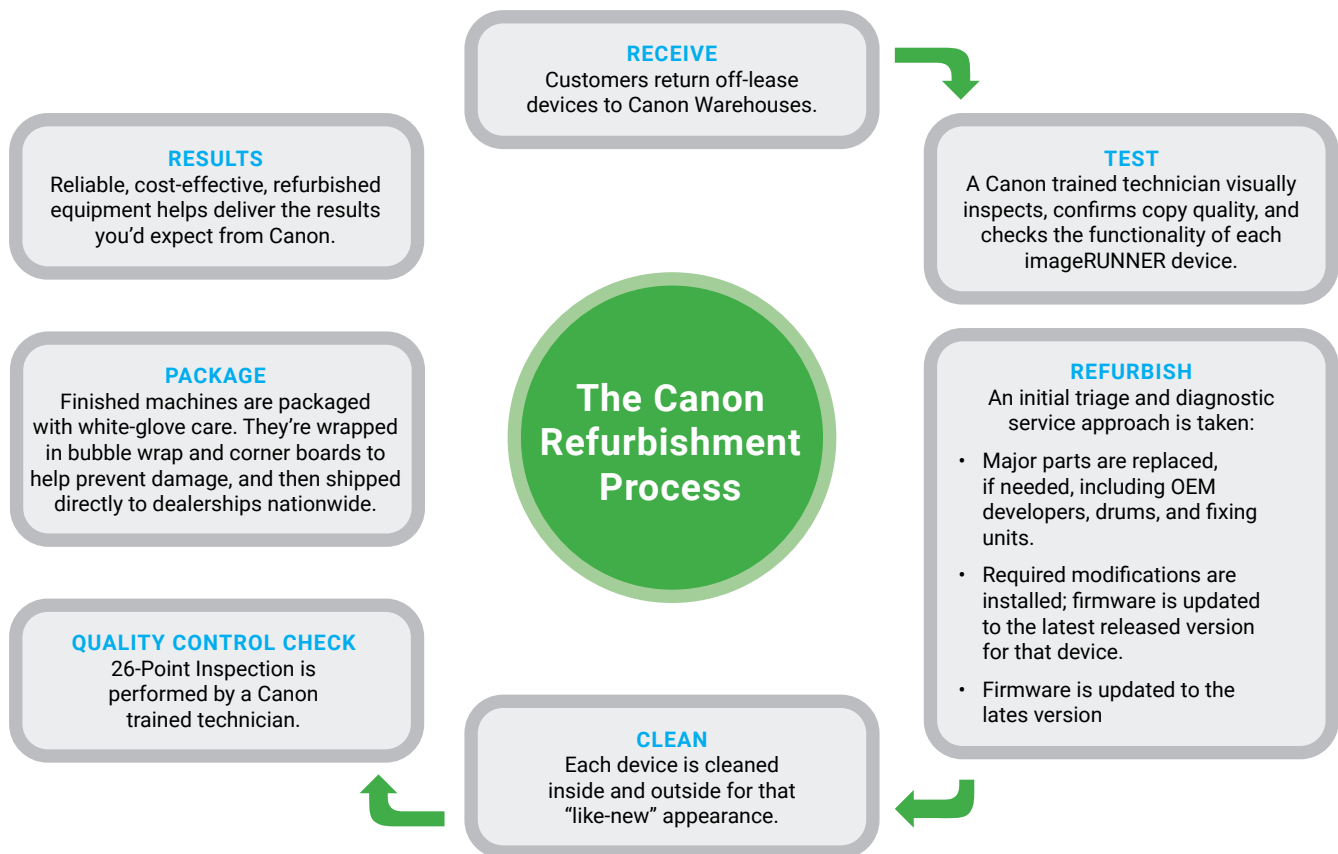 RECEIVE
Customers return off-lease
devices to Canon Warehouses.
TEST
A Canon trained technician visually
inspects, confirms copy quality, and
checks the functionality of each
imageRUNNER device.
REFURBISH
An initial triage and diagnostic
service approach is taken:
• Major parts are replaced,
if needed, including OEM
developers, drums, and fixing
units.
• Required modifications are
installed; firmware is updated
to the latest released version
for that device.
• Firmware is updated to the
lates version
CLEAN
Each device is cleaned
inside and outside for that
“like-new” appearance.
QUALITY CONTROL CHECK
26-Point Inspection is
performed by a Canon
trained technician.
PACKAGE
Finished machines are packaged
with white-glove care. They’re wrapped
in bubble wrap and corner boards to
help prevent damage, and then shipped
directly to dealerships nationwide.
RESULTS
Reliable, cost-effective, refurbished
equipment helps deliver the results
you’d expect from Canon.
The Canon
Refurbishment
Process